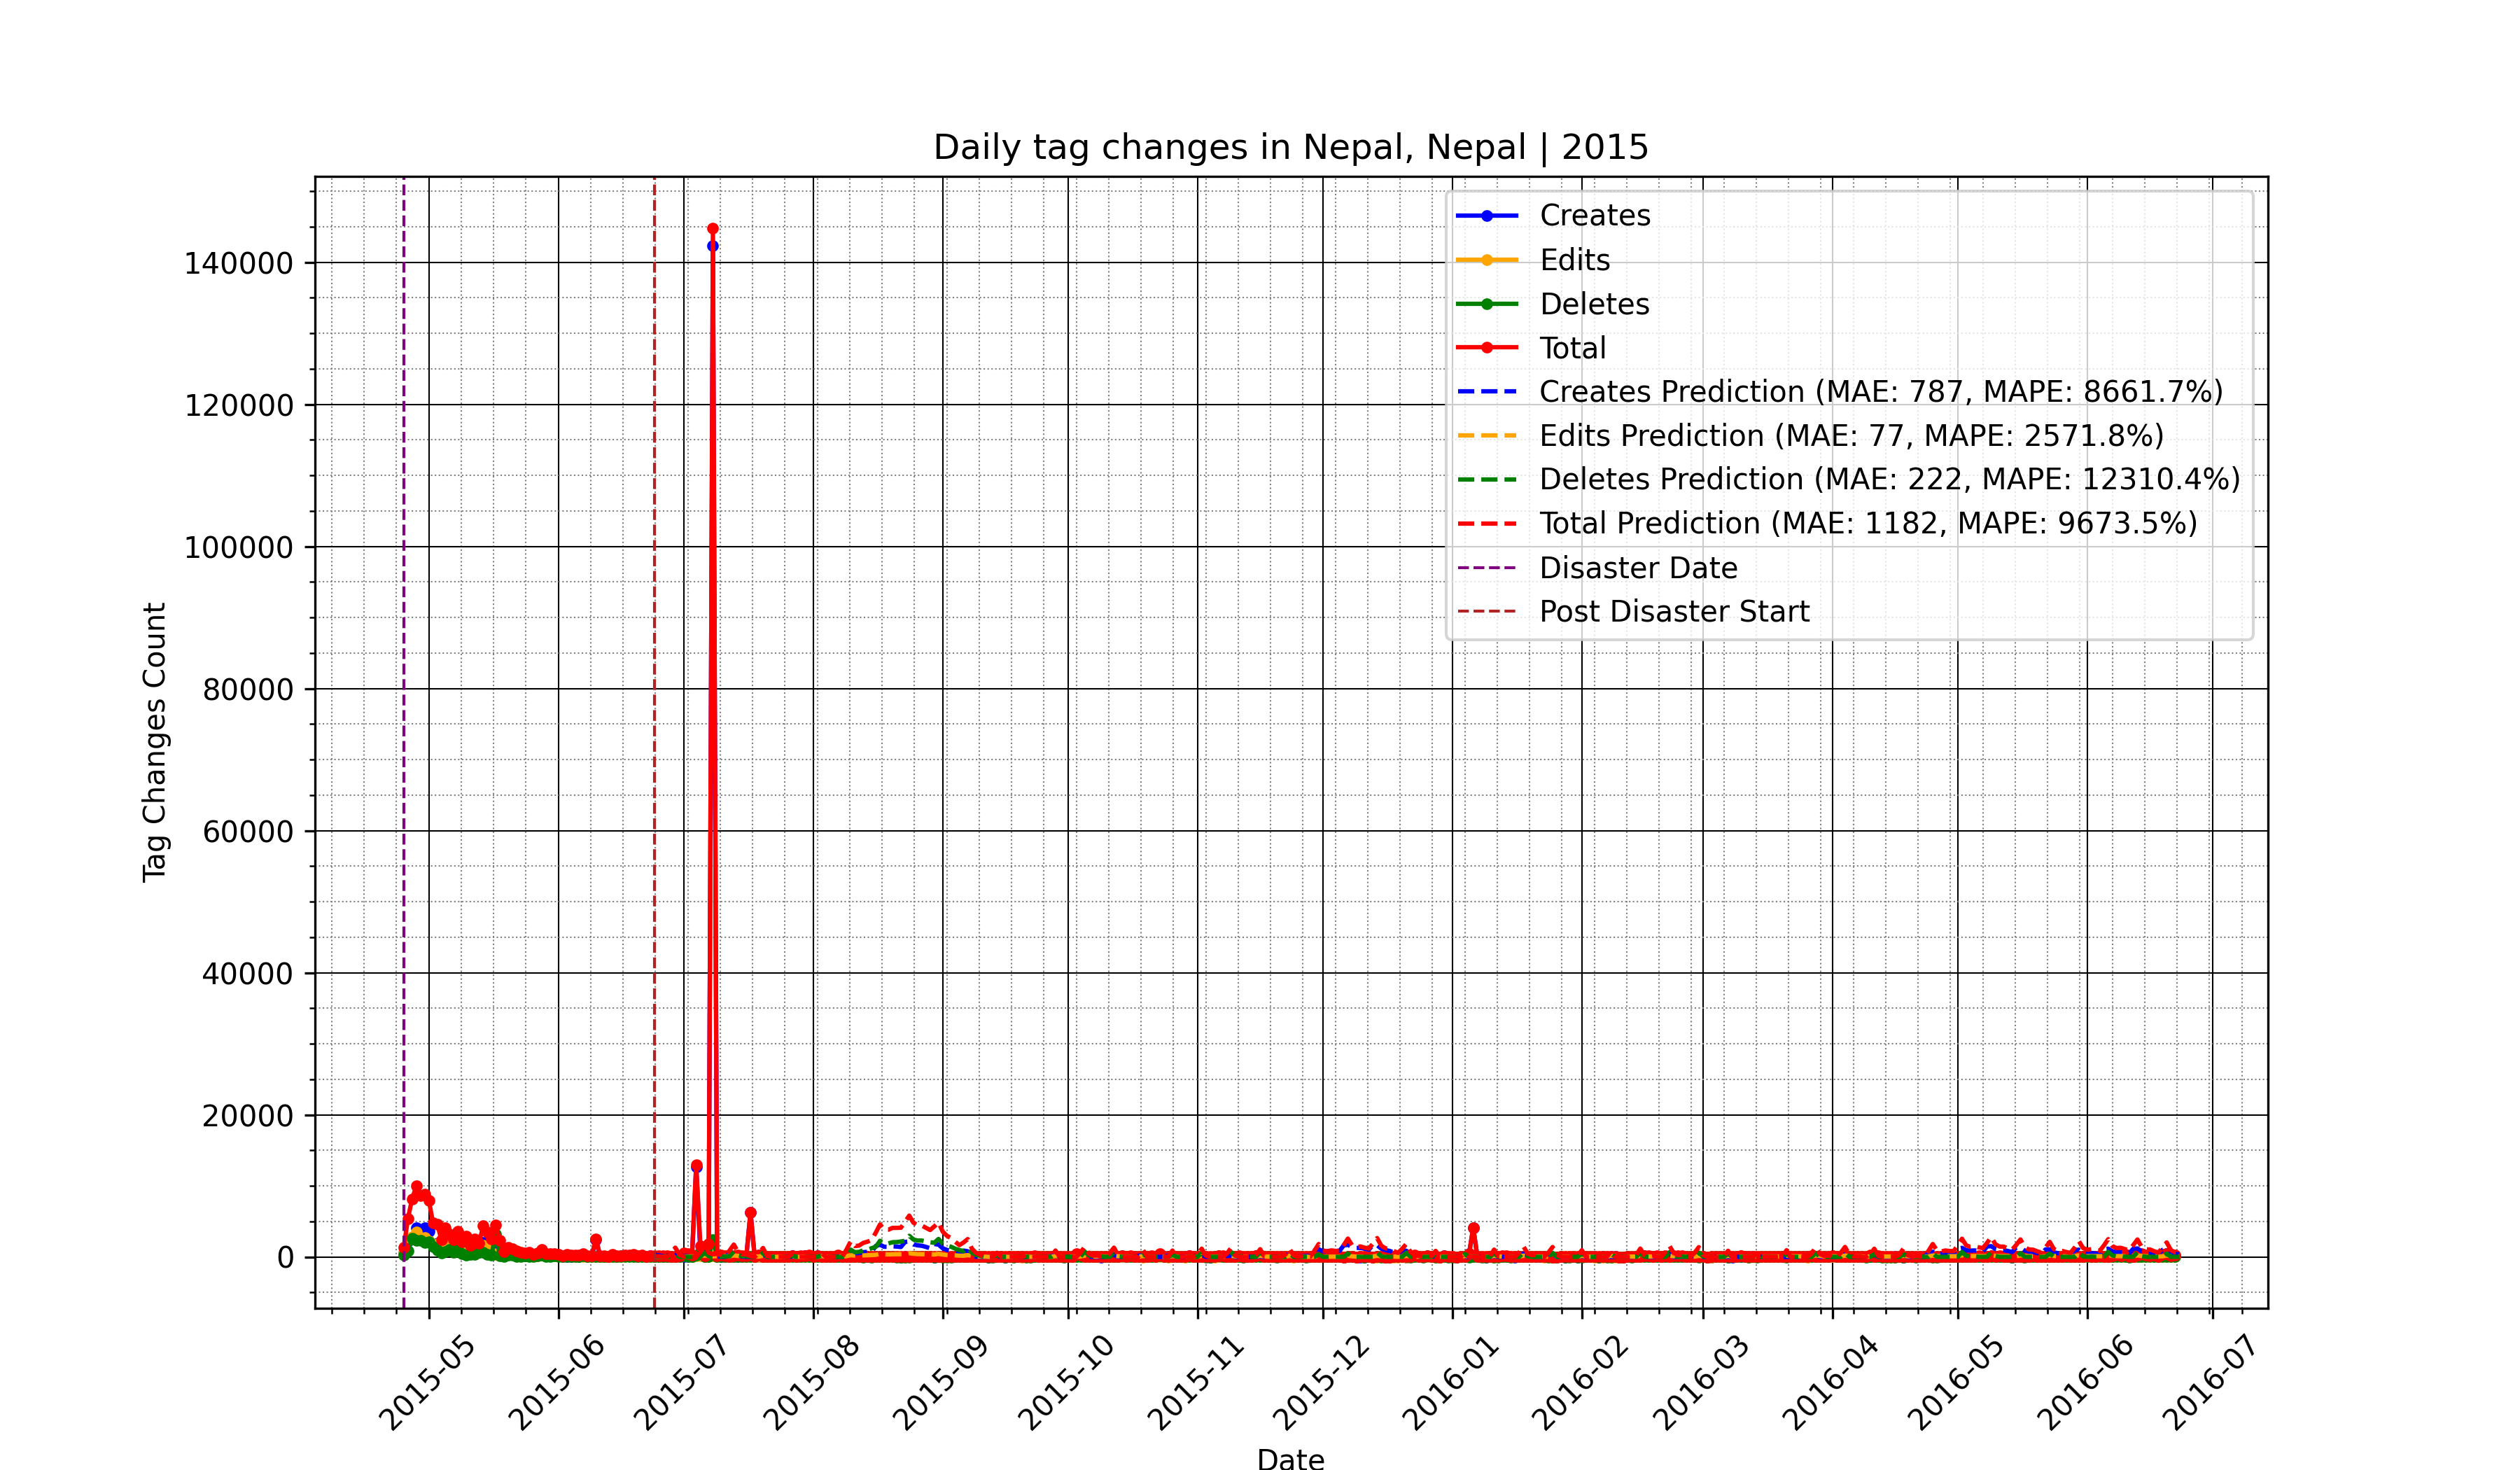 Daily tag changes in Nepal, Nepal | 2015
Tag Changes Count
140000
120000
100000
80000
60000
40000
20000
0
Creates
Edits
Deletes
Total
Creates Prediction (MAE: 787, MAPE: 8661.7%)
Edits Prediction (MAE: 77, MAPE: 2571.8%)
Deletes Prediction (MAE: 222, MAPE: 12310.4%)
Total Prediction (MAE: 1182, MAPE: 9673.5%)
Disaster Date
Post Disaster Start
2015-05
2015-06
2015-07
2015-08
2015-09
2015-10
2015-11
2015-12
2016-01
2016-02
2016-03
2016-04
2016-05
2016-06
2016-07
Date